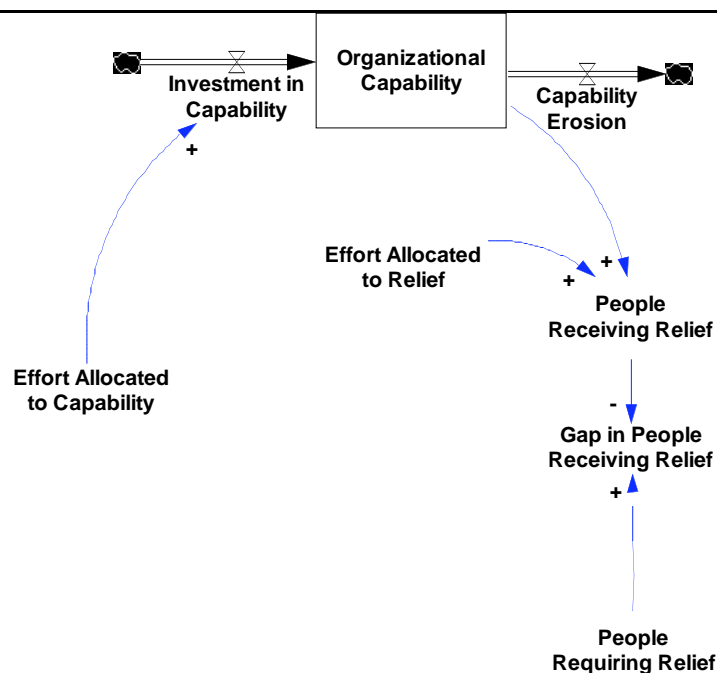 Organizational
Capability
Investment in
Capability
Capability
Erosion
+
Effort Allocated
to Relief
+
+
People
Receiving Relief
Effort Allocated
to Capability
-
Gap in People
Receiving Relief
+
People
Requiring Relief